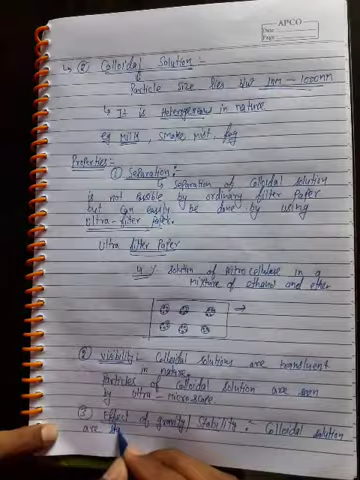 APCO
Date
Page
↳ ② Colloidal Solution :-
Particle size lies b/w 1nm – 1000nm
↳ It is Heterogeneous in nature
eg Milk, smoke mist, fog
Properties:-
① Separation:
↳ separation of colloidal solution
is not possible by ordinary filter paper
but can easily be done by using
Ultra-filter paper.
Ultra filter Paper
↳ solution of nitrocellulose in a
mixture of ethanol and ether
② Visibility:- Colloidal solutions are translucent
in nature.
Particles of colloidal solution are seen
by ultra-microscope.
③ Effect of gravity/ Stability :- Colloidal solution
are